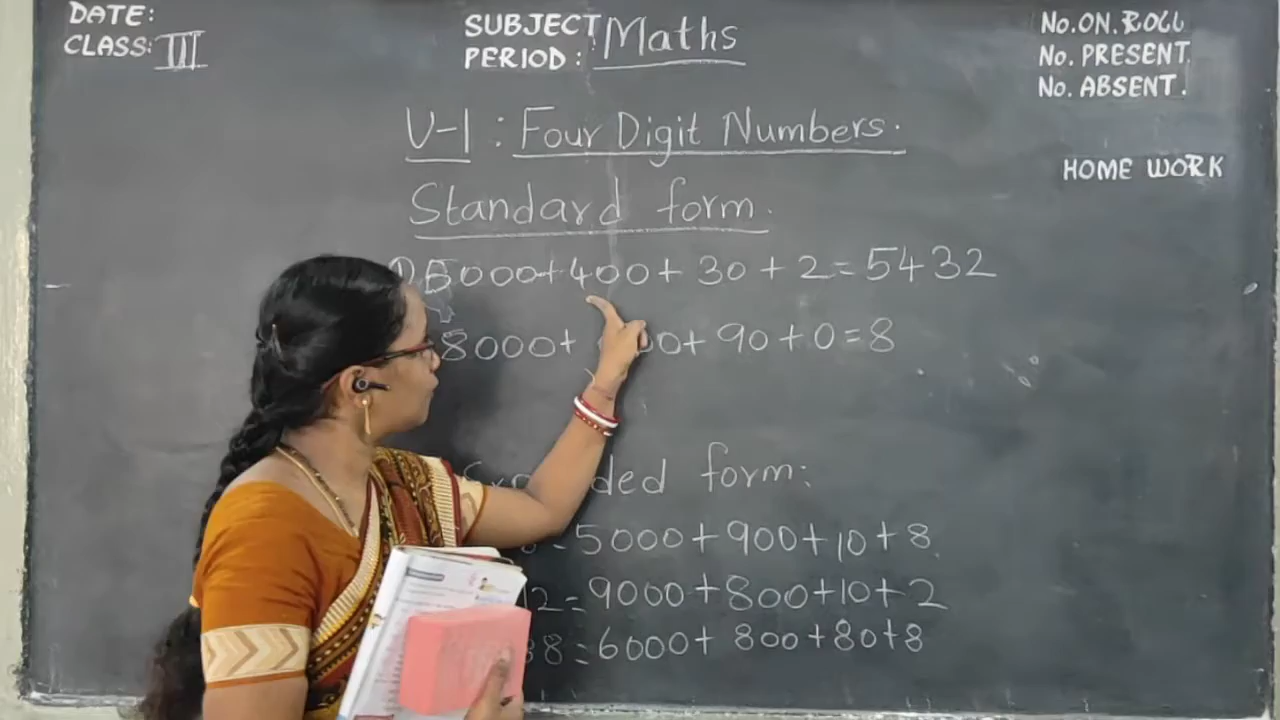 DATE:
CLASS: III
SUBJECT: Maths
PERIOD:
No. ON. ROLL
No. PRESENT.
No. ABSENT.
HOME WORK
U-1 : Four Digit Numbers.
Standard form.
5000+400+ 30 + 2 = 5432
8000+ 00+ 90 + 0 = 8
ded form:
= 5000+900+10+8
12 = 9000+800+10+2
88 = 6000+ 800+80+8